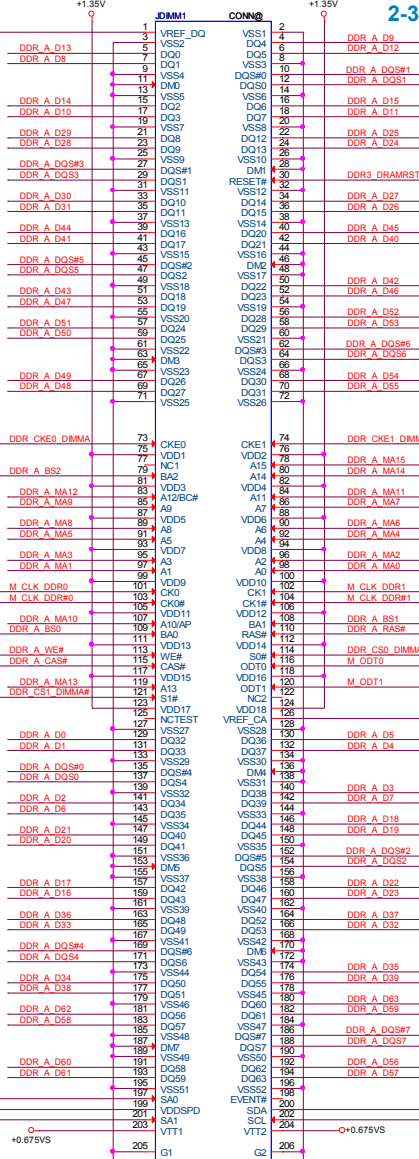 +1.35V +1.35V 2-3
JDIMM1 CONN@
1 VREF_DQ VSS1 2
3 VSS2 DQ4 4 DDR_A_D9
DDR_A_D13 5 DQ0 DQ5 6 DDR_A_D12
DDR_A_D8 7 DQ1 VSS3 8
9 VSS4 DQS#0 10 DDR_A_DQS#1
11 DM0 DQS0 12 DDR_A_DQS1
13 VSS5 VSS6 14
DDR_A_D14 15 DQ2 DQ6 16 DDR_A_D15
DDR_A_D10 17 DQ3 DQ7 18 DDR_A_D11
19 VSS7 VSS8 20
DDR_A_D29 21 DQ8 DQ12 22 DDR_A_D25
DDR_A_D28 23 DQ9 DQ13 24 DDR_A_D24
25 VSS9 VSS10 26
DDR_A_DQS#3 27 DQS#1 DM1 28
DDR_A_DQS3 29 DQS1 RESET# 30 DDR3_DRAMRST
31 VSS11 VSS12 32
DDR_A_D30 33 DQ10 DQ14 34 DDR_A_D27
DDR_A_D31 35 DQ11 DQ15 36 DDR_A_D26
37 VSS13 VSS14 38
DDR_A_D44 39 DQ16 DQ20 40 DDR_A_D45
DDR_A_D41 41 DQ17 DQ21 42 DDR_A_D40
43 VSS15 VSS16 44
DDR_A_DQS#5 45 DQS#2 DM2 46
DDR_A_DQS5 47 DQS2 VSS17 48
49 VSS18 DQ22 50 DDR_A_D42
DDR_A_D43 51 DQ18 DQ23 52 DDR_A_D46
DDR_A_D47 53 DQ19 VSS19 54
55 VSS20 DQ28 56 DDR_A_D52
DDR_A_D51 57 DQ24 DQ29 58 DDR_A_D53
DDR_A_D50 59 DQ25 VSS21 60
61 VSS22 DQS#3 62 DDR_A_DQS#6
63 DM3 DQS3 64 DDR_A_DQS6
65 VSS23 VSS24 66
DDR_A_D49 67 DQ26 DQ30 68 DDR_A_D54
DDR_A_D48 69 DQ27 DQ31 70 DDR_A_D55
71 VSS25 VSS26 72
DDR_CKE0_DIMMA 73 CKE0 CKE1 74 DDR_CKE1_DIMM
75 VDD1 VDD2 76
77 NC1 A15 78 DDR_A_MA15
DDR_A_BS2 79 BA2 A14 80 DDR_A_MA14
81 VDD3 VDD4 82
DDR_A_MA12 83 A12/BC# A11 84 DDR_A_MA11
DDR_A_MA9 85 A9 A7 86 DDR_A_MA7
87 VDD5 VDD6 88
DDR_A_MA8 89 A8 A6 90 DDR_A_MA6
DDR_A_MA5 91 A5 A4 92 DDR_A_MA4
93 VDD7 VDD8 94
DDR_A_MA3 95 A3 A2 96 DDR_A_MA2
DDR_A_MA1 97 A1 A0 98 DDR_A_MA0
99 VDD9 VDD10 100
M_CLK_DDR0 101 CK0 CK1 102 M_CLK_DDR1
M_CLK_DDR#0 103 CK0# CK1# 104 M_CLK_DDR#1
105 VDD11 VDD12 106
DDR_A_MA10 107 A10/AP BA1 108 DDR_A_BS1
DDR_A_BS0 109 BA0 RAS# 110 DDR_A_RAS#
111 VDD13 VDD14 112
DDR_A_WE# 113 WE# S0# 114 DDR_CS0_DIMMA
DDR_A_CAS# 115 CAS# ODT0 116 M_ODT0
117 VDD15 VDD16 118
DDR_A_MA13 119 A13 ODT1 120 M_ODT1
DDR_CS1_DIMMA# 121 S1# NC2 122
123 VDD17 VDD18 124
125 NCTEST VREF_CA 126
127 VSS27 VSS28 128
DDR_A_D0 129 DQ32 DQ36 130 DDR_A_D5
DDR_A_D1 131 DQ33 DQ37 132 DDR_A_D4
133 VSS29 VSS30 134
DDR_A_DQS#0 135 DQS#4 DM4 136
DDR_A_DQS0 137 DQS4 VSS31 138
139 VSS32 DQ38 140 DDR_A_D3
DDR_A_D2 141 DQ34 DQ39 142 DDR_A_D7
DDR_A_D6 143 DQ35 VSS33 144
145 VSS34 DQ44 146 DDR_A_D18
DDR_A_D21 147 DQ40 DQ45 148 DDR_A_D19
DDR_A_D20 149 DQ41 VSS35 150
151 VSS36 DQS#5 152 DDR_A_DQS#2
153 DM5 DQS5 154 DDR_A_DQS2
155 VSS37 VSS38 156
DDR_A_D17 157 DQ42 DQ46 158 DDR_A_D22
DDR_A_D16 159 DQ43 DQ47 160 DDR_A_D23
161 VSS39 VSS40 162
DDR_A_D36 163 DQ48 DQ52 164 DDR_A_D37
DDR_A_D33 165 DQ49 DQ53 166 DDR_A_D32
167 VSS41 VSS42 168
DDR_A_DQS#4 169 DQS#6 DM6 170
DDR_A_DQS4 171 DQS6 VSS43 172
173 VSS44 DQ54 174 DDR_A_D35
DDR_A_D34 175 DQ50 DQ55 176 DDR_A_D39
DDR_A_D38 177 DQ51 VSS45 178
179 VSS46 DQ60 180 DDR_A_D63
DDR_A_D62 181 DQ56 DQ61 182 DDR_A_D59
DDR_A_D58 183 DQ57 VSS47 184
185 VSS48 DQS#7 186 DDR_A_DQS#7
187 DM7 DQS7 188 DDR_A_DQS7
189 VSS49 VSS50 190
DDR_A_D60 191 DQ58 DQ62 192 DDR_A_D56
DDR_A_D61 193 DQ59 DQ63 194 DDR_A_D57
195 VSS51 VSS52 196
197 SA0 EVENT# 198
199 VDDSPD SDA 200
201 SA1 SCL 202
203 VTT1 VTT2 204
+0.675VS +0.675VS
205 G1 G2 206